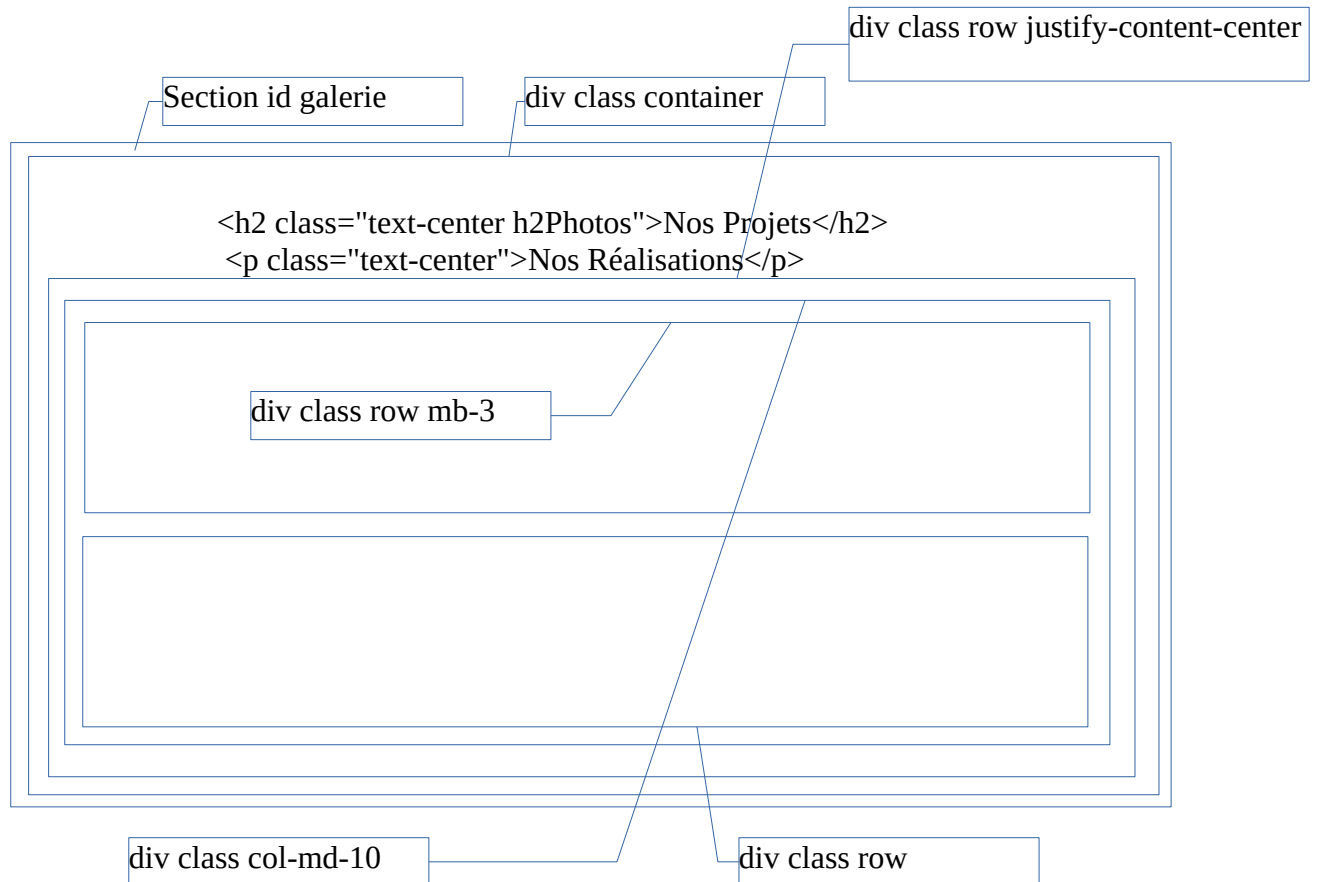 div class row justify-content-center
Section id galerie
div class container
<h2 class="text-center h2Photos">Nos Projets</h2>
<p class="text-center">Nos Réalisations</p>
div class row mb-3
div class col-md-10
div class row